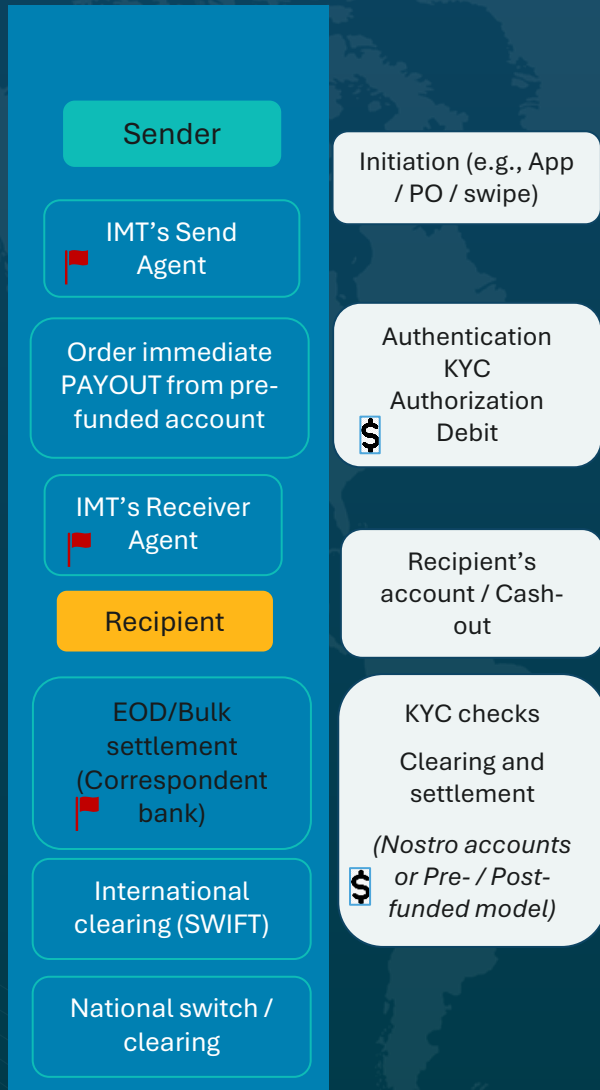 Sender
Initiation (e.g., App
/ PO / swipe)
IMT's Send
Agent
Order immediate
PAYOUT from pre-
funded account
Authentication
KYC
Authorization
Debit
$
IMT's Receiver
Agent
Recipient's
account / Cash-
out
Recipient
EOD/Bulk
settlement
(Correspondent
bank)
KYC checks
Clearing and
settlement
(Nostro accounts
or Pre- / Post-
funded model)
$
International
clearing (SWIFT)
National switch /
clearing